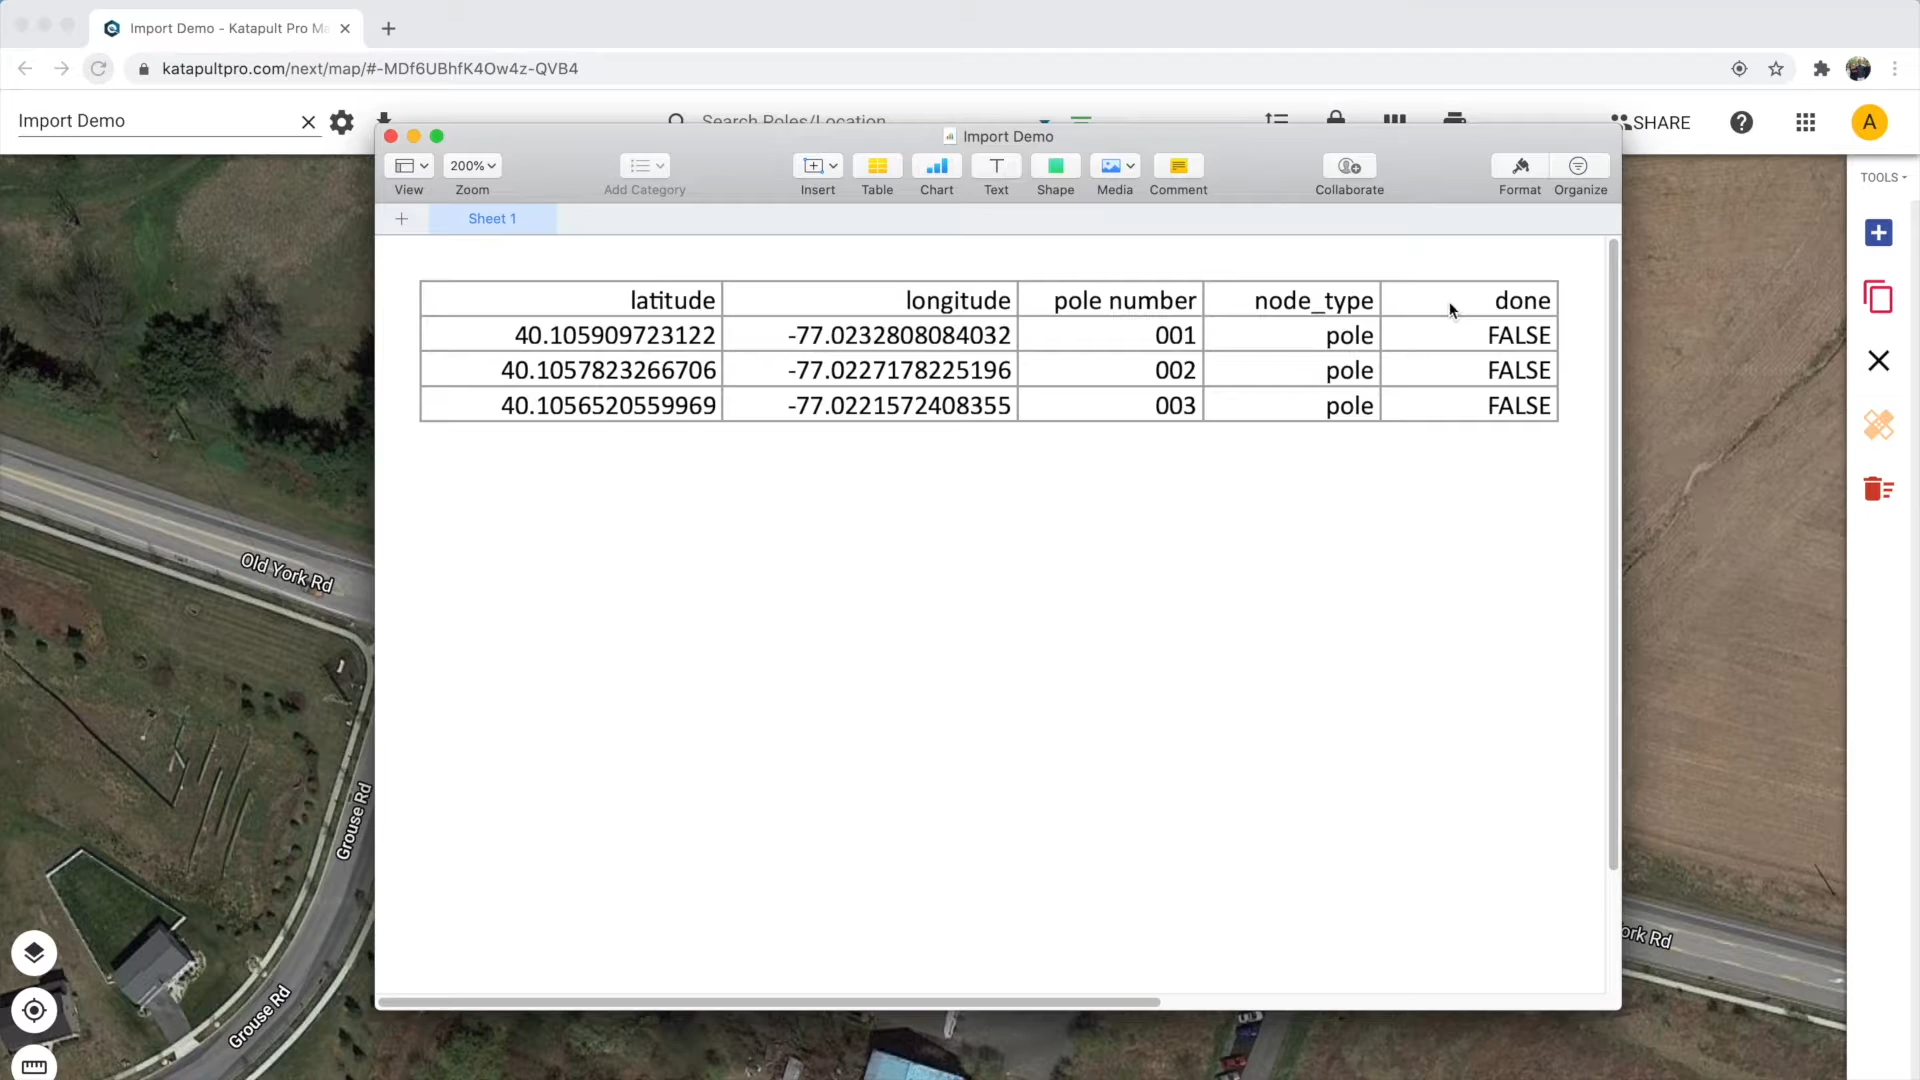 Import Demo - Katapult Pro Ma
katapultpro.com/next/map/#-MDf6UBhfK4Ow4z-QVB4
Import Demo
Search Poles/Location
SHARE
A
Import Demo
200%
View
Zoom
Add Category
Insert
Table
Chart
Text
Shape
Media
Comment
Collaborate
Format
Organize
TOOLS
Sheet 1
latitude longitude pole number node_type done
40.105909723122 -77.0232808084032 001 pole FALSE
40.1057823266706 -77.0227178225196 002 pole FALSE
40.1056520559969 -77.0221572408355 003 pole FALSE
Old York Rd
Grouse Rd
Grouse Rd
ork Rd